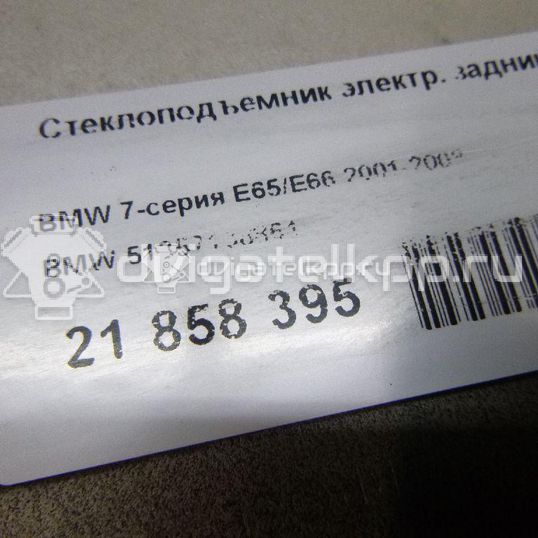 Стеклоподъемник электр. задний
BMW 7-серия E65/E66 2001-2008
BMW
21 858 395